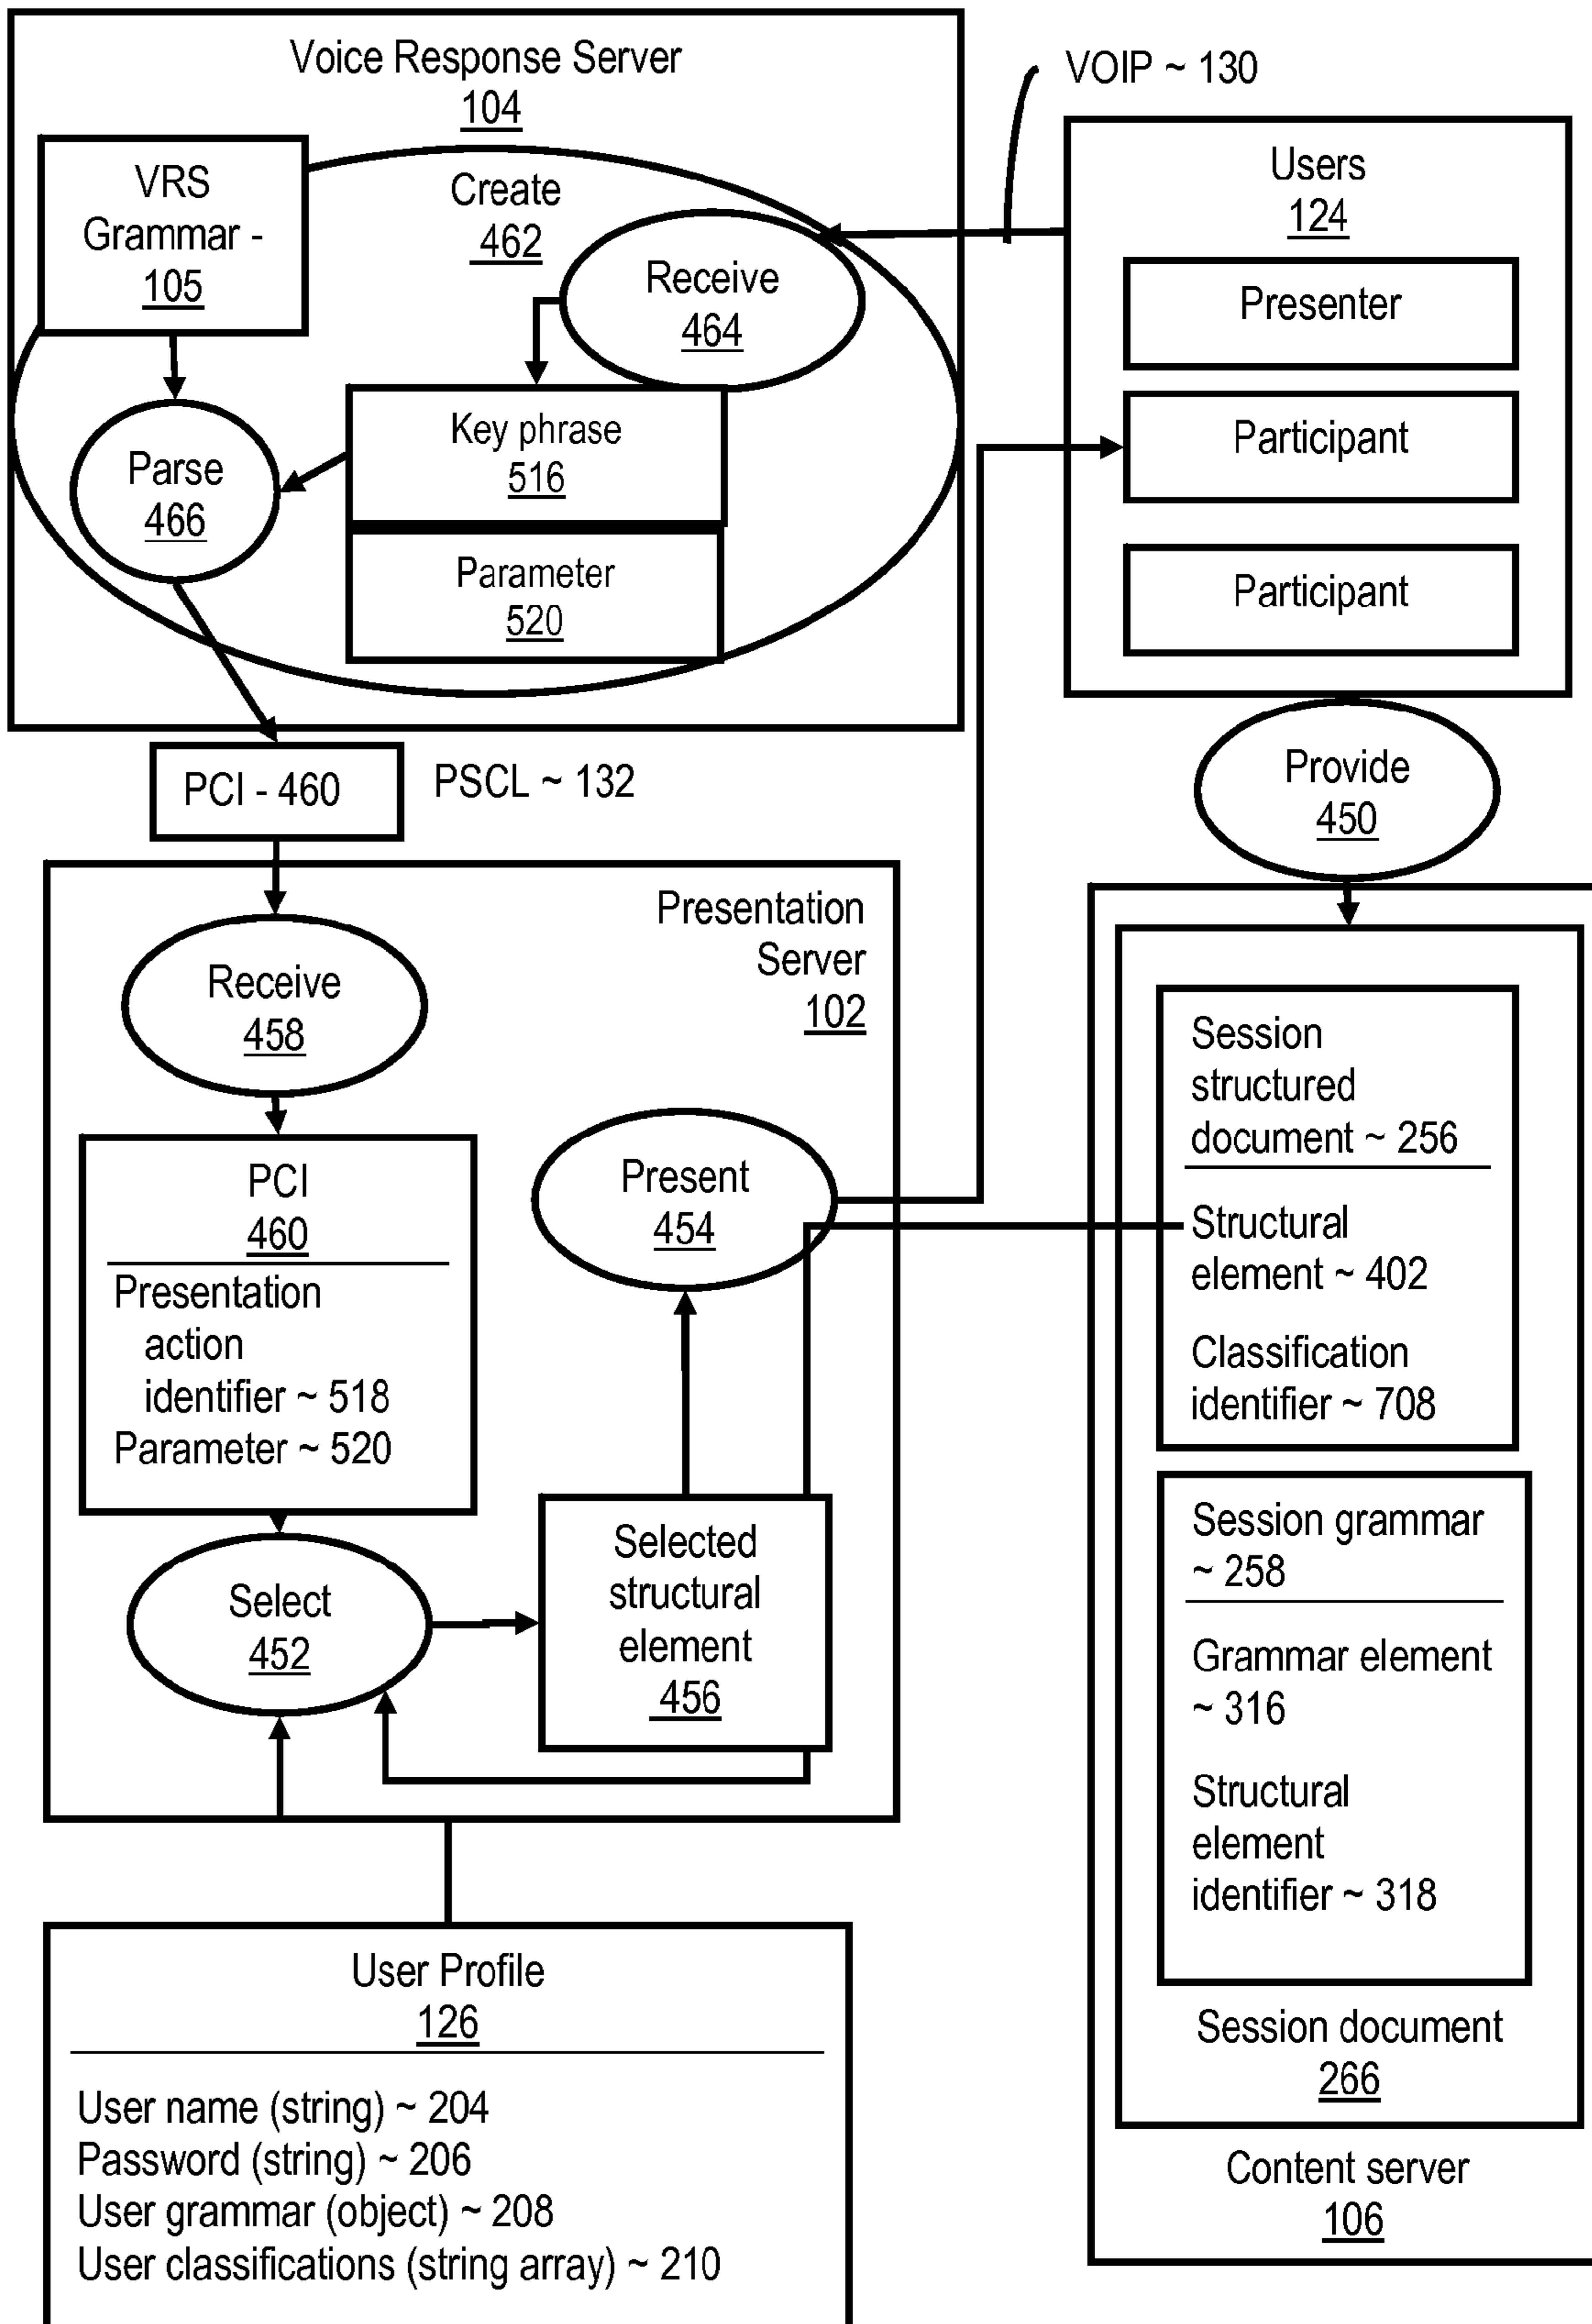 Voice Response Server
104
VOIP ~ 130
VRS
Grammar -
105
Create
462
Receive
464
Key phrase
516
Parse
466
Parameter
520
Users
124
Presenter
Participant
Participant
PCI - 460
PSCL ~ 132
Provide
450
Presentation
Server
102
Receive
458
PCI
460
Presentation
action
identifier ~ 518
Parameter ~ 520
Present
454
Select
452
Selected
structural
element
456
Session
structured
document ~ 256
Structural
element ~ 402
Classification
identifier ~ 708
Session grammar
~ 258
Grammar element
~ 316
Structural
element
identifier ~ 318
Session document
266
Content server
106
User Profile
126
User name (string) ~ 204
Password (string) ~ 206
User grammar (object) ~ 208
User classifications (string array) ~ 210